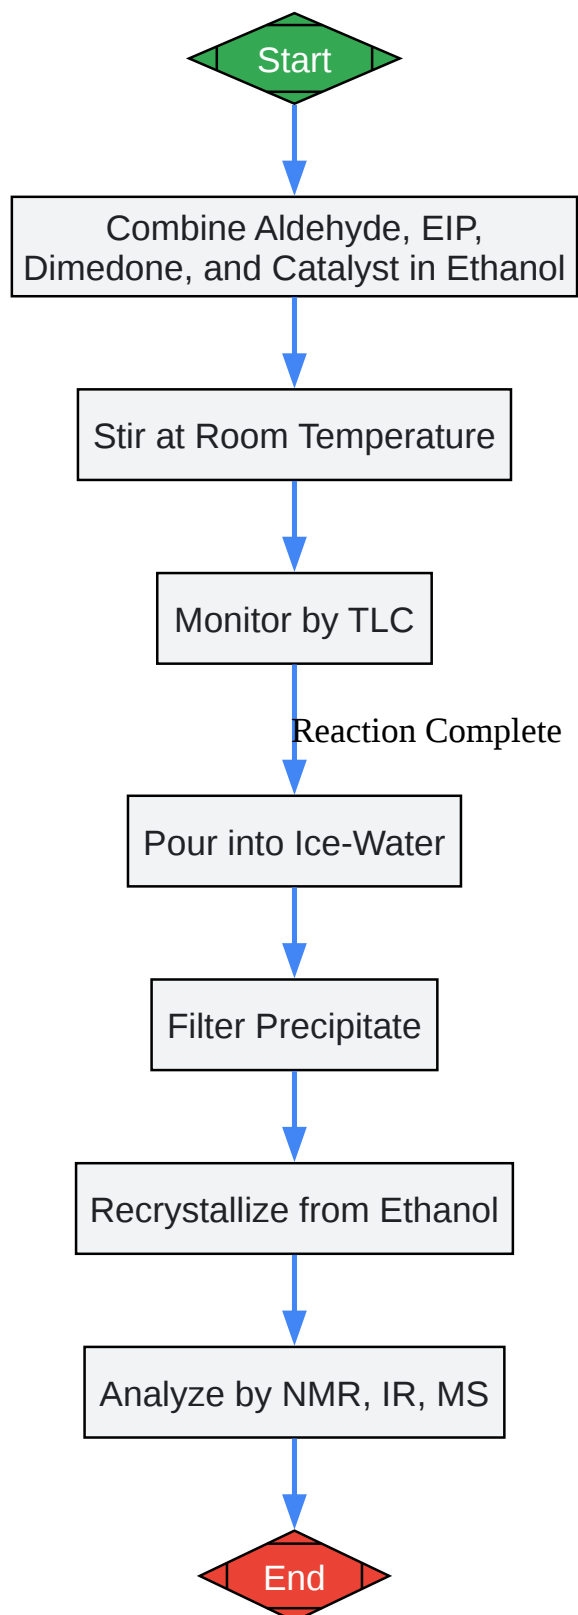 Start
Combine Aldehyde, EIP,
Dimedone, and Catalyst in Ethanol
Stir at Room Temperature
Monitor by TLC
Reaction Complete
Pour into Ice-Water
Filter Precipitate
Recrystallize from Ethanol
Analyze by NMR, IR, MS
End